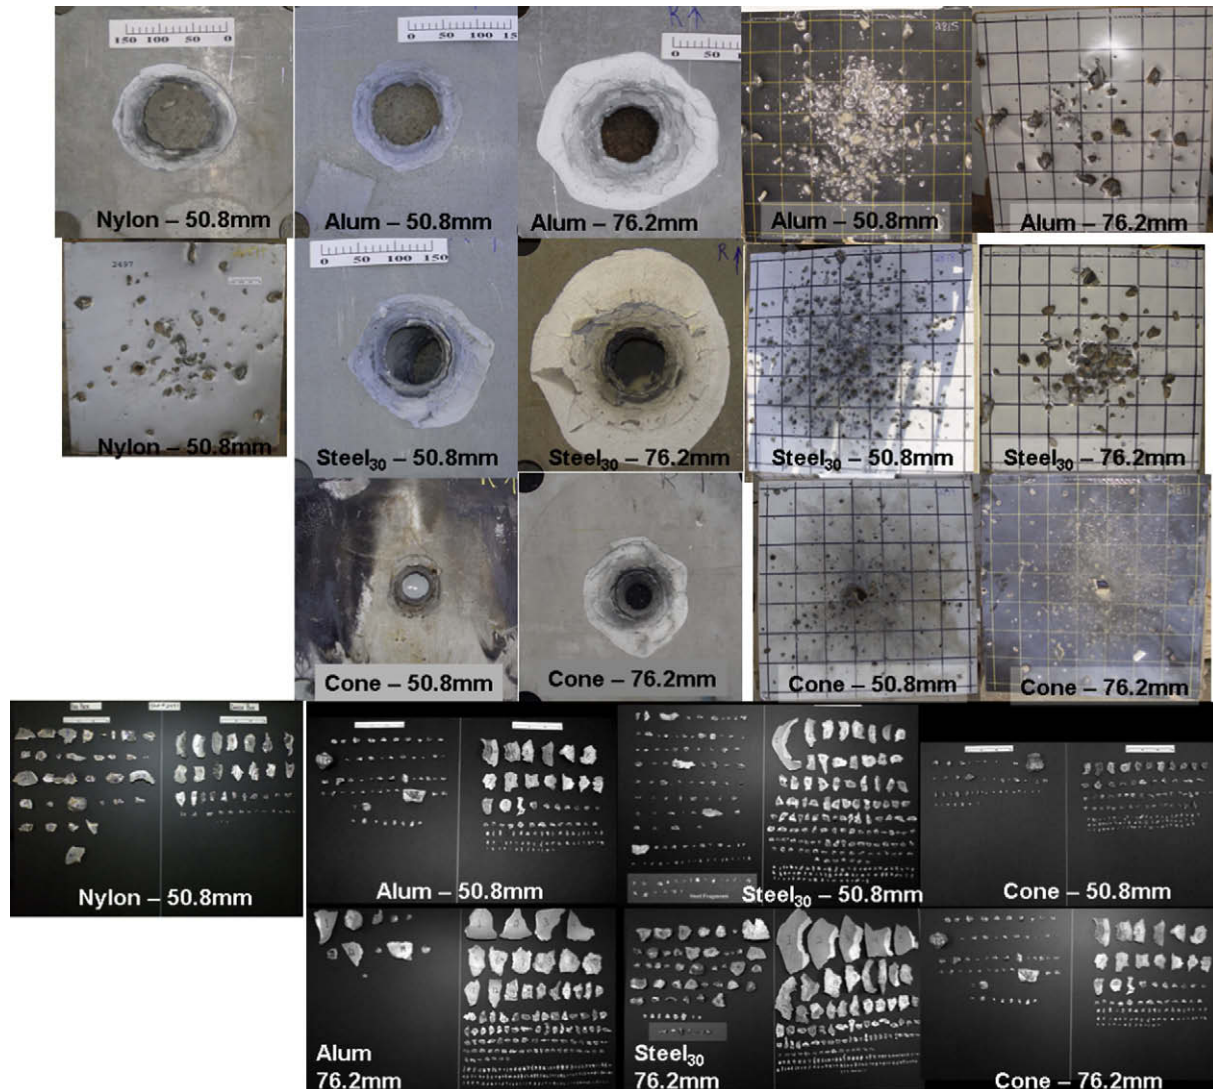 150 100 50 0
0 50 100 15
R↑
0 50
2815
Nylon – 50.8mm
Alum – 50.8mm
Alum – 76.2mm
Alum – 50.8mm
Alum – 76.2mm
2497
0 50 100 150
R↑
Nylon – 50.8mm
Steel₃₀ – 50.8mm
Steel₃₀ – 76.2mm
Steel₃₀ – 50.8mm
Steel₃₀ – 76.2mm
R↑
Cone – 50.8mm
Cone – 76.2mm
Cone – 50.8mm
Cone – 76.2mm
Nylon – 50.8mm
Alum – 50.8mm
Steel₃₀ – 50.8mm
Cone – 50.8mm
Alum
76.2mm
Steel₃₀
76.2mm
Cone – 76.2mm